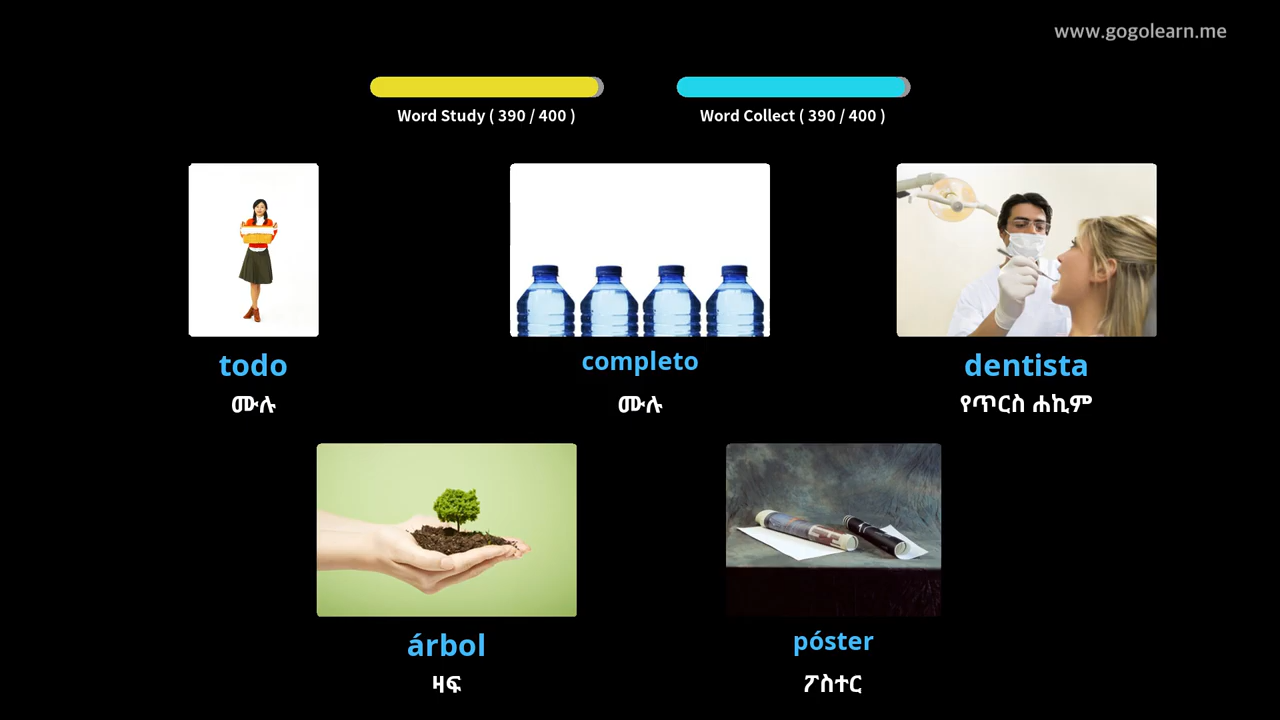 www.gogolearn.me
Word Study ( 390 / 400 )
Word Collect ( 390 / 400 )
todo
ሙሉ
completo
ሙሉ
dentista
የጥርስ ሐኪም
árbol
ዛፍ
póster
ፖስተር